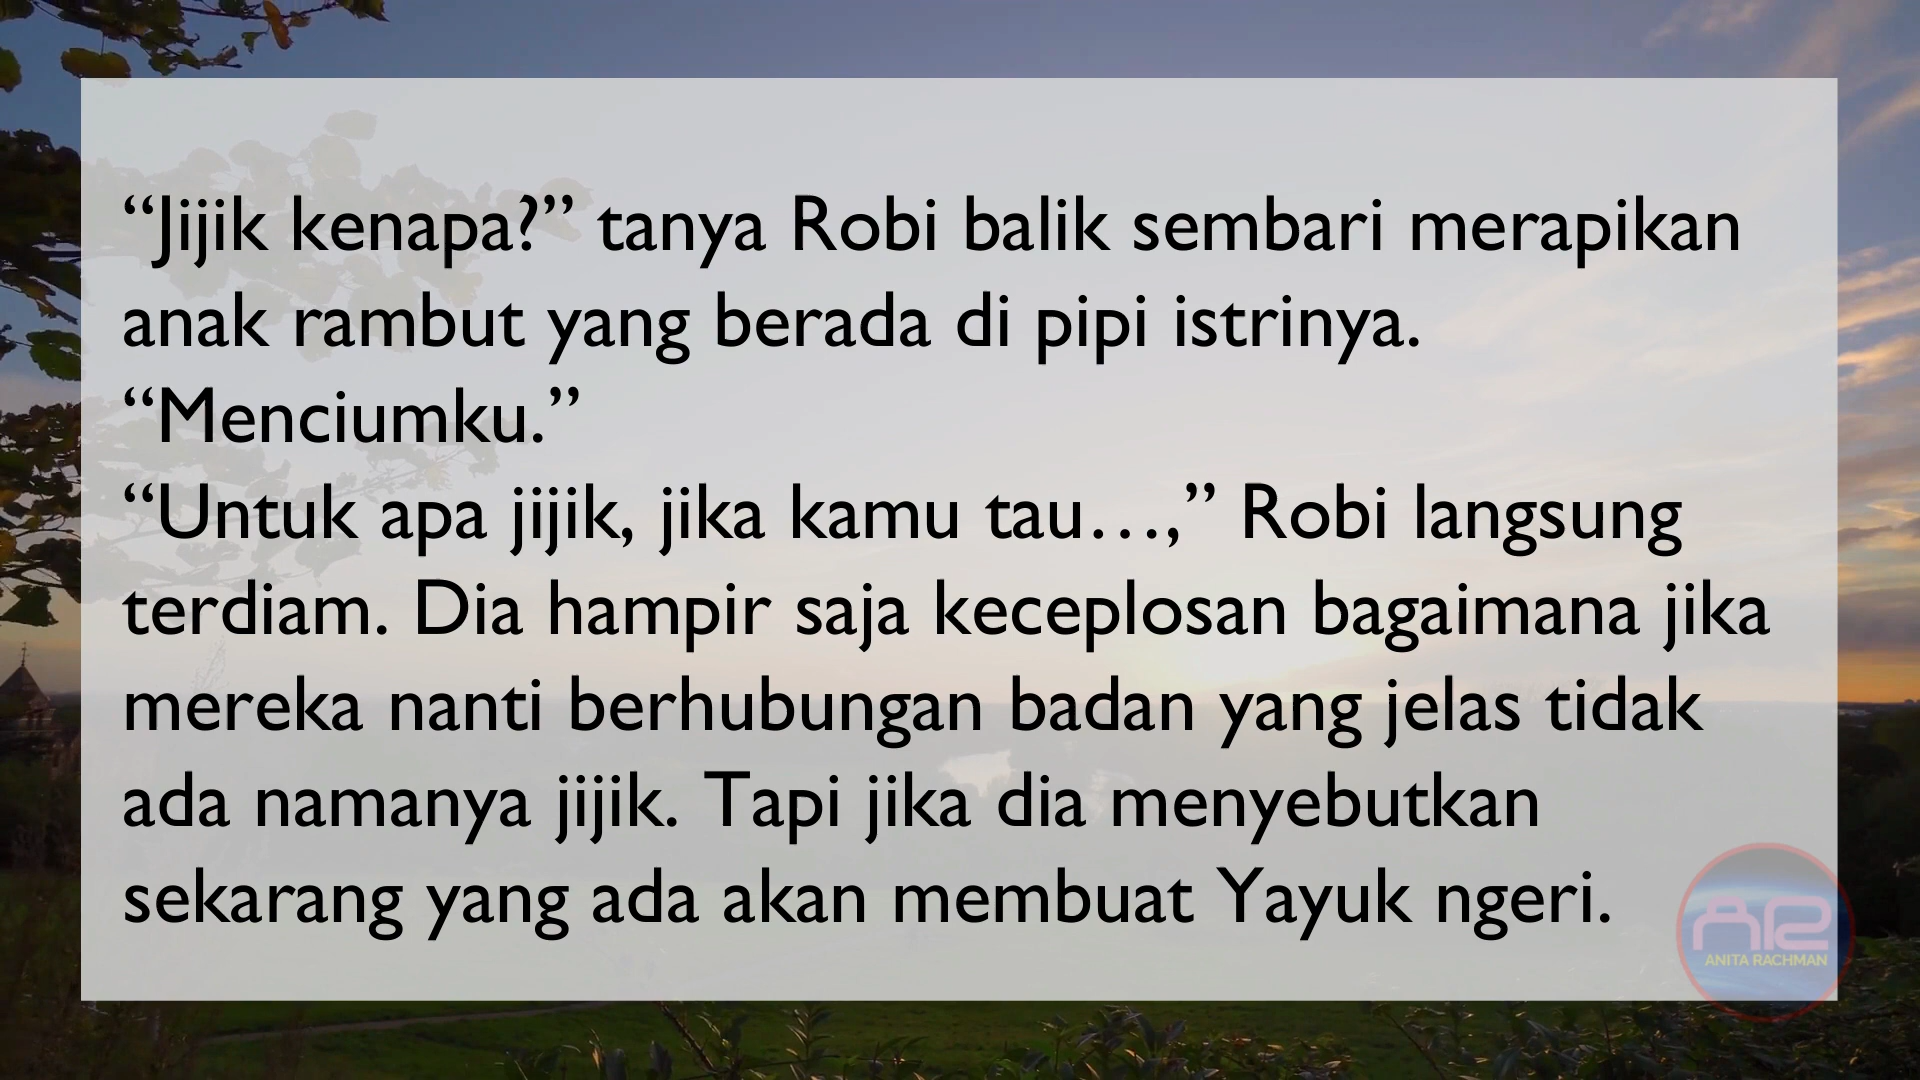 “Jijik kenapa?” tanya Robi balik sembari merapikan
anak rambut yang berada di pipi istrinya.
“Menciumku.”
“Untuk apa jijik, jika kamu tau…,” Robi langsung
terdiam. Dia hampir saja keceplosan bagaimana jika
mereka nanti berhubungan badan yang jelas tidak
ada namanya jijik. Tapi jika dia menyebutkan
sekarang yang ada akan membuat Yayuk ngeri.
AR
ANITA RACHMAN